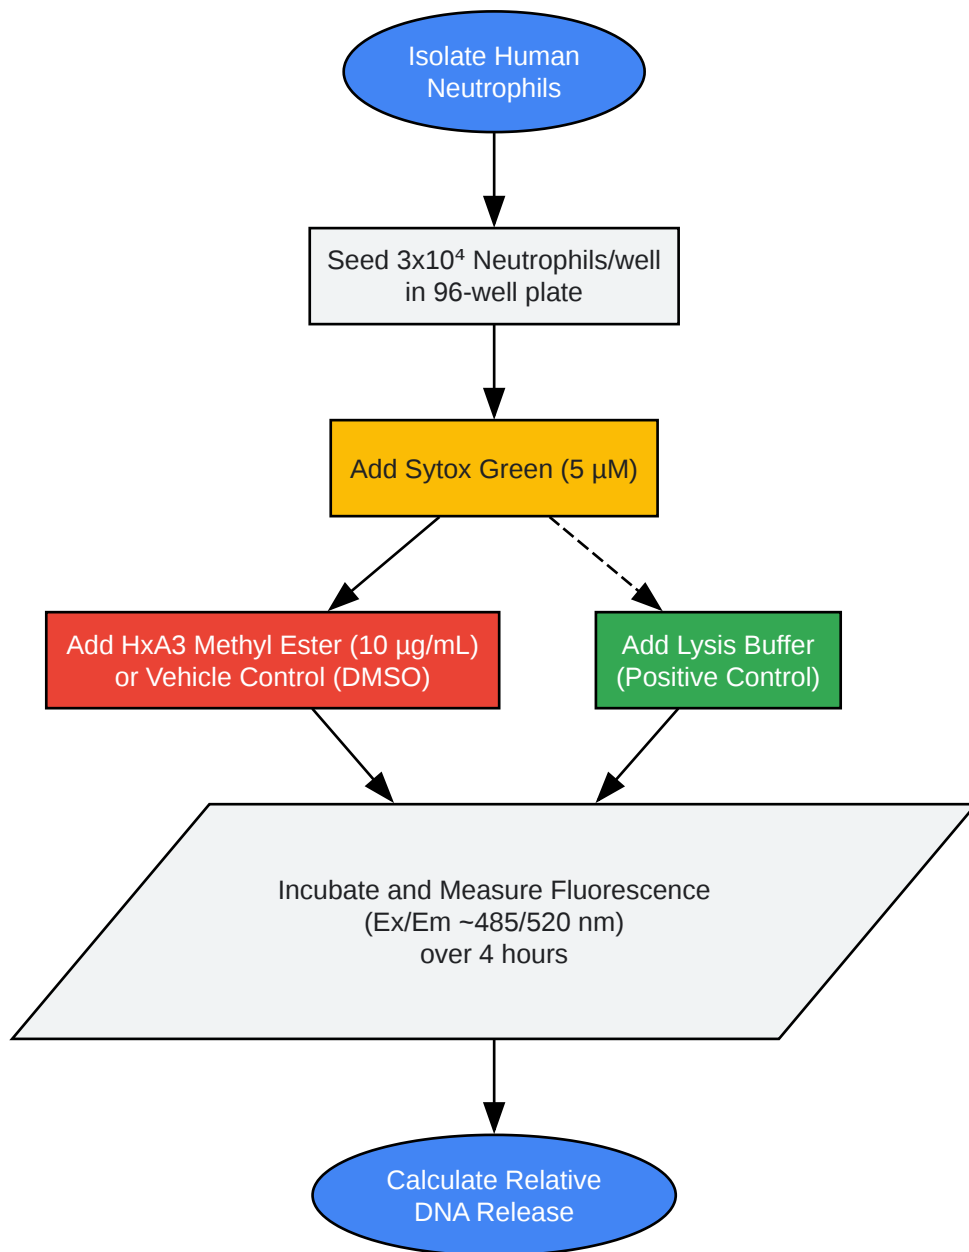 Isolate Human
Neutrophils
Seed 3x10⁴ Neutrophils/well
in 96-well plate
Add Sytox Green (5 µM)
Add HxA3 Methyl Ester (10 µg/mL)
or Vehicle Control (DMSO)
Add Lysis Buffer
(Positive Control)
Incubate and Measure Fluorescence
(Ex/Em ~485/520 nm)
over 4 hours
Calculate Relative
DNA Release